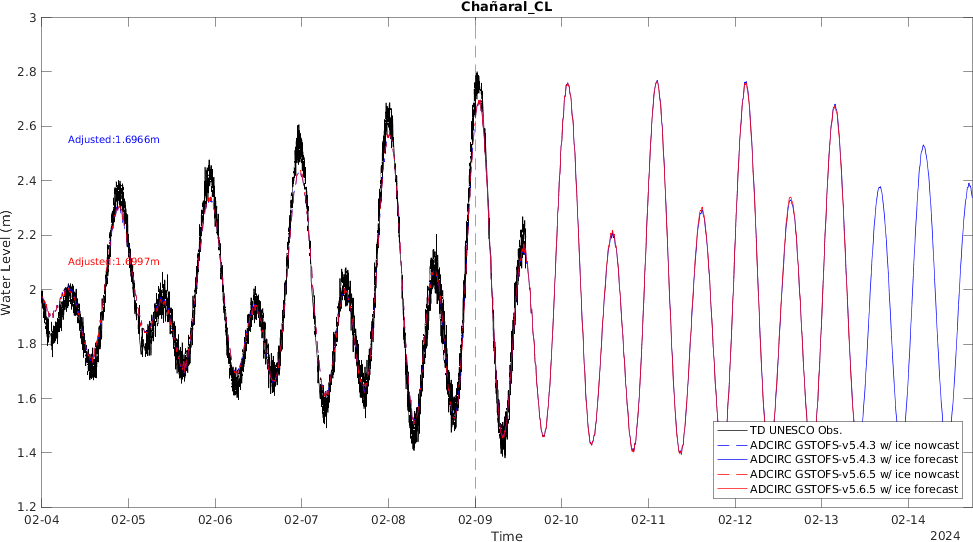 Chañaral_CL
3
2.8
2.6
2.4
2.2
2
1.8
1.6
1.4
1.2
Water Level (m)
Adjusted:1.6966m
Adjusted:1.6997m
TD UNESCO Obs.
ADCIRC GSTOFS-v5.4.3 w/ ice nowcast
ADCIRC GSTOFS-v5.4.3 w/ ice forecast
ADCIRC GSTOFS-v5.6.5 w/ ice nowcast
ADCIRC GSTOFS-v5.6.5 w/ ice forecast
02-04 02-05 02-06 02-07 02-08 02-09 02-10 02-11 02-12 02-13 02-14
Time
2024